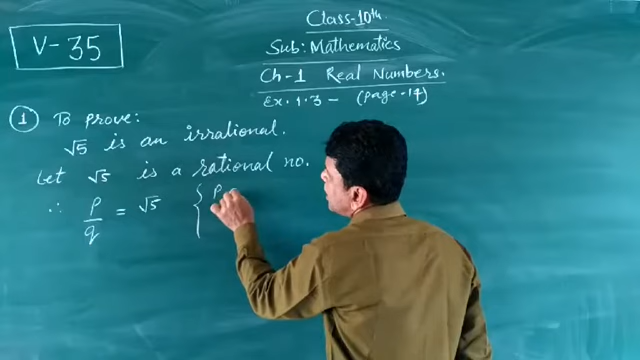 V-35
Class-10th.
Sub: Mathematics
Ch-1 Real Numbers.
Ex. 1.3 - (Page-14)
① To prove:
√5 is an irrational.
Let √5 is a rational no.
∴ p/q = √5 { p